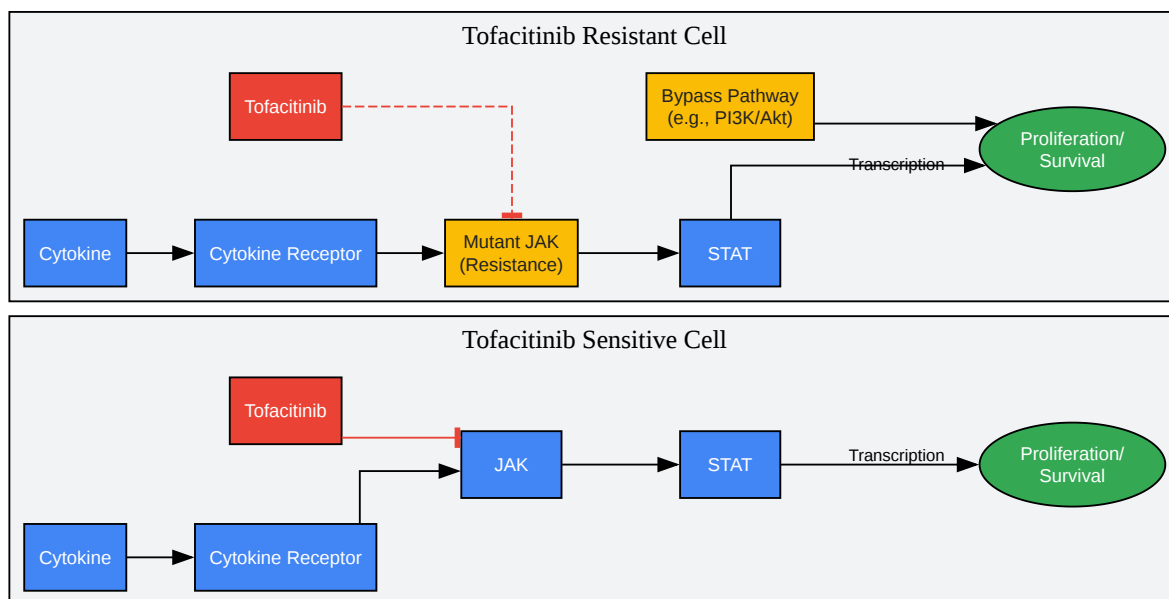 Tofacitinib Resistant Cell
Tofacitinib
Bypass Pathway
(e.g., PI3K/Akt)
Proliferation/
Survival
Transcription
Cytokine
Cytokine Receptor
Mutant JAK
(Resistance)
STAT
Tofacitinib Sensitive Cell
Tofacitinib
JAK
STAT
Transcription
Proliferation/
Survival
Cytokine
Cytokine Receptor